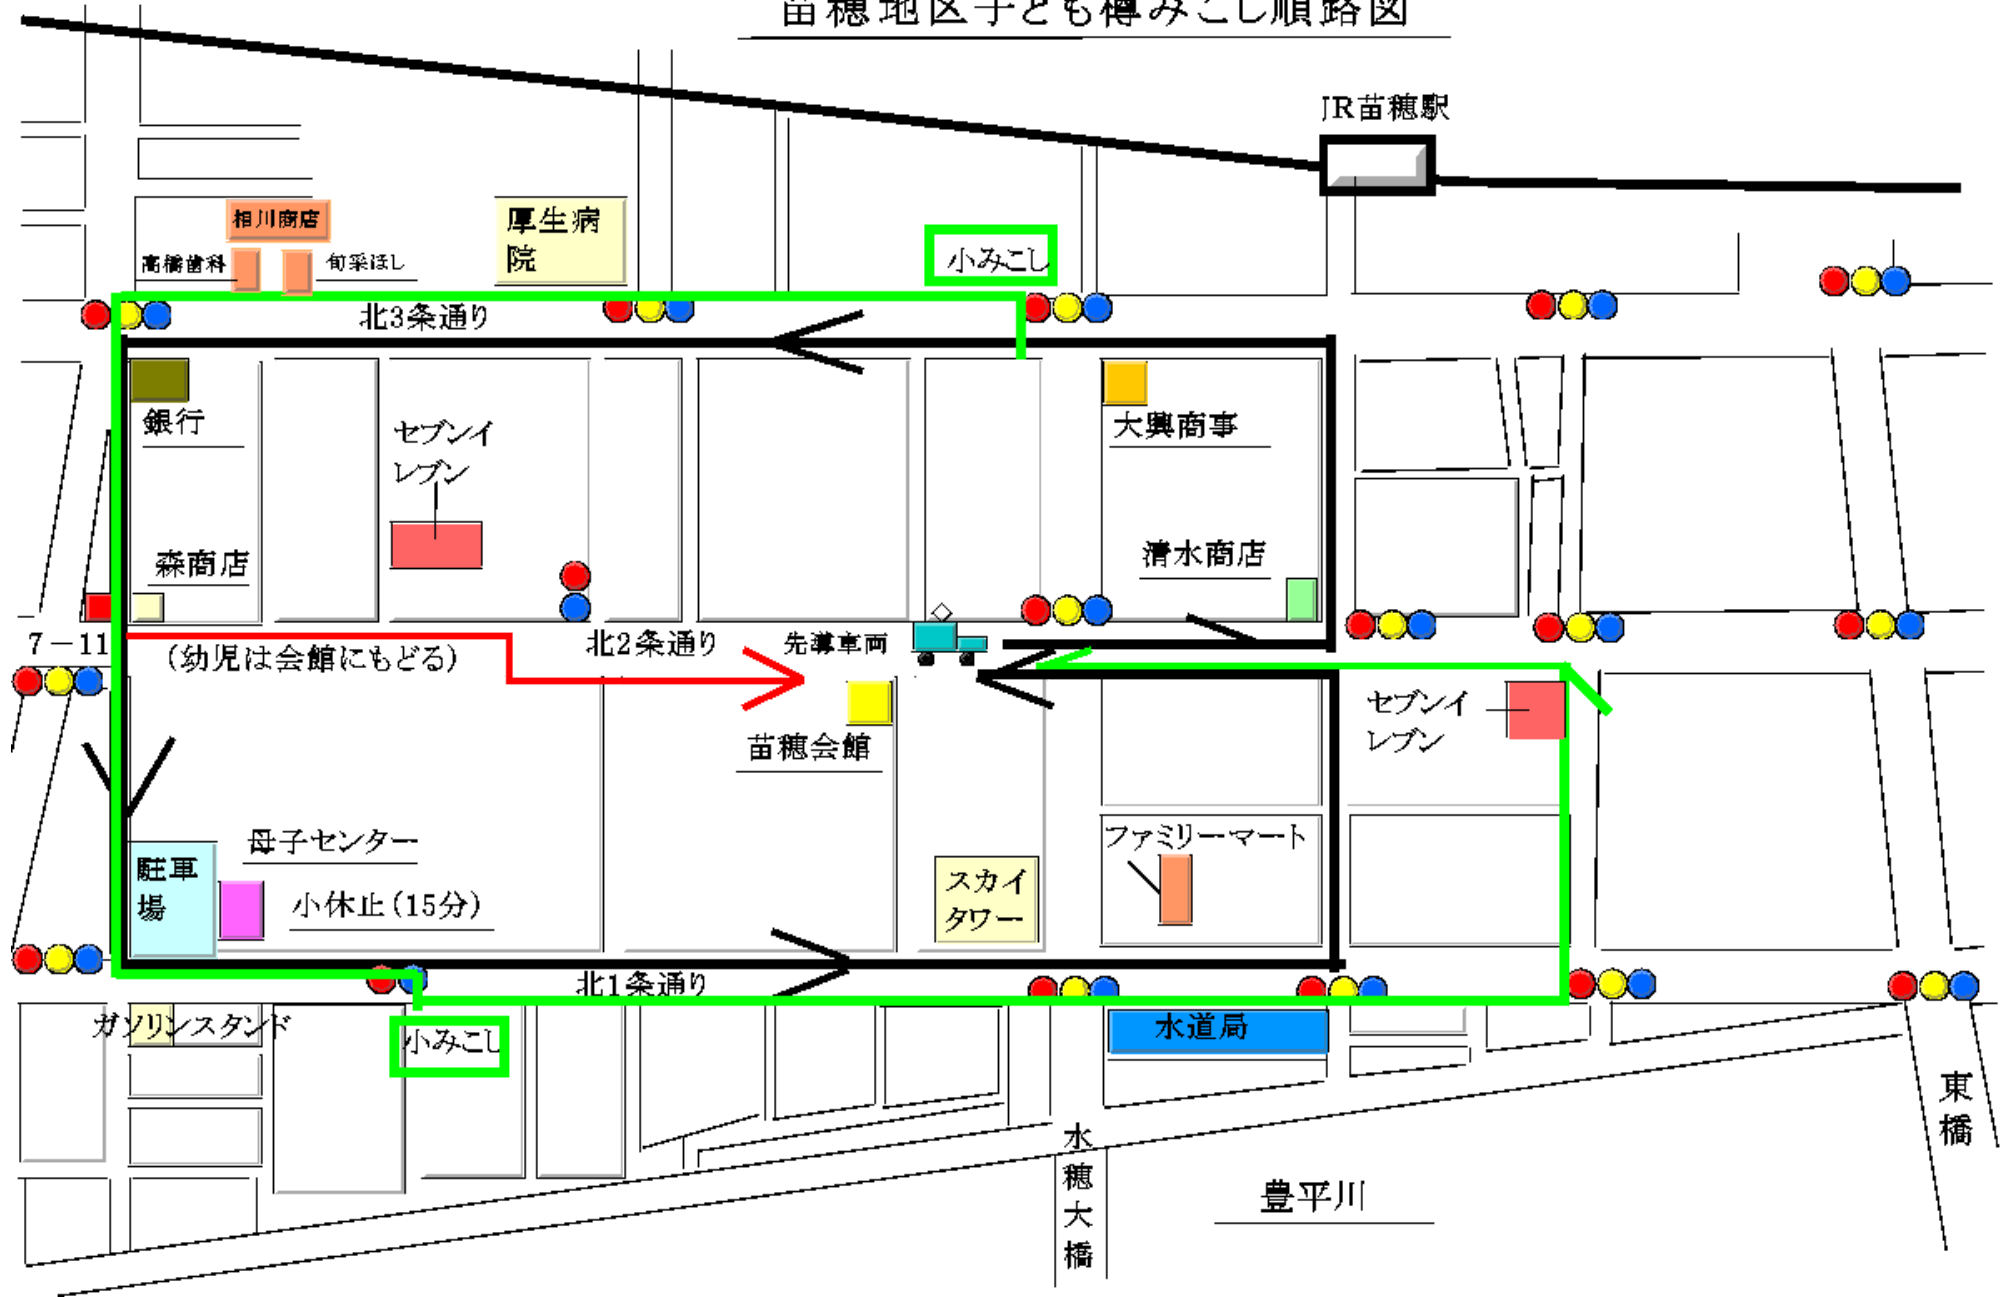 苗穂地区子ども樽みこし順路図
JR苗穂駅
相川商店
厚生病
院
高橋歯科
旬采ほし
小みこし
北3条通り
銀行
セブンイ
レブン
大興商事
森商店
清水商店
7-11
(幼児は会館にもどる)
北2条通り
先導車両
セブンイ
レブン
苗穂会館
母子センター
ファミリーマート
駐車
場
小休止(15分)
スカイ
タワー
北1条通り
ガソリンスタンド
小みこし
水道局
東
橋
水
穂
大
橋
豊平川